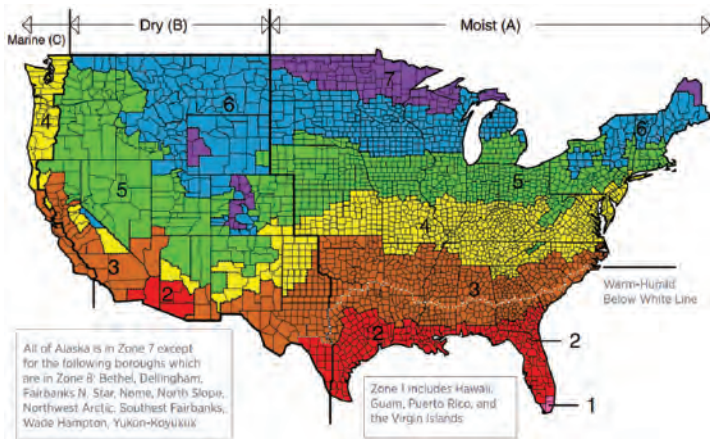 Dry (B)
Moist (A)
Marine (C)
7
6
6
4
5
5
4
3
3
2
2
Warm-Humid
Below White Line
2
1
All of Alaska is in Zone 7 except
for the following boroughs which
are in Zone 8: Bethel, Dellingham,
Fairbanks N. Star, Nome, North Slope,
Northwest Arctic, Southest Fairbanks,
Wade Hampton, Yukon-Koyukuk
Zone 1 includes Hawaii,
Guam, Puerto Rico, and
the Virgin Islands